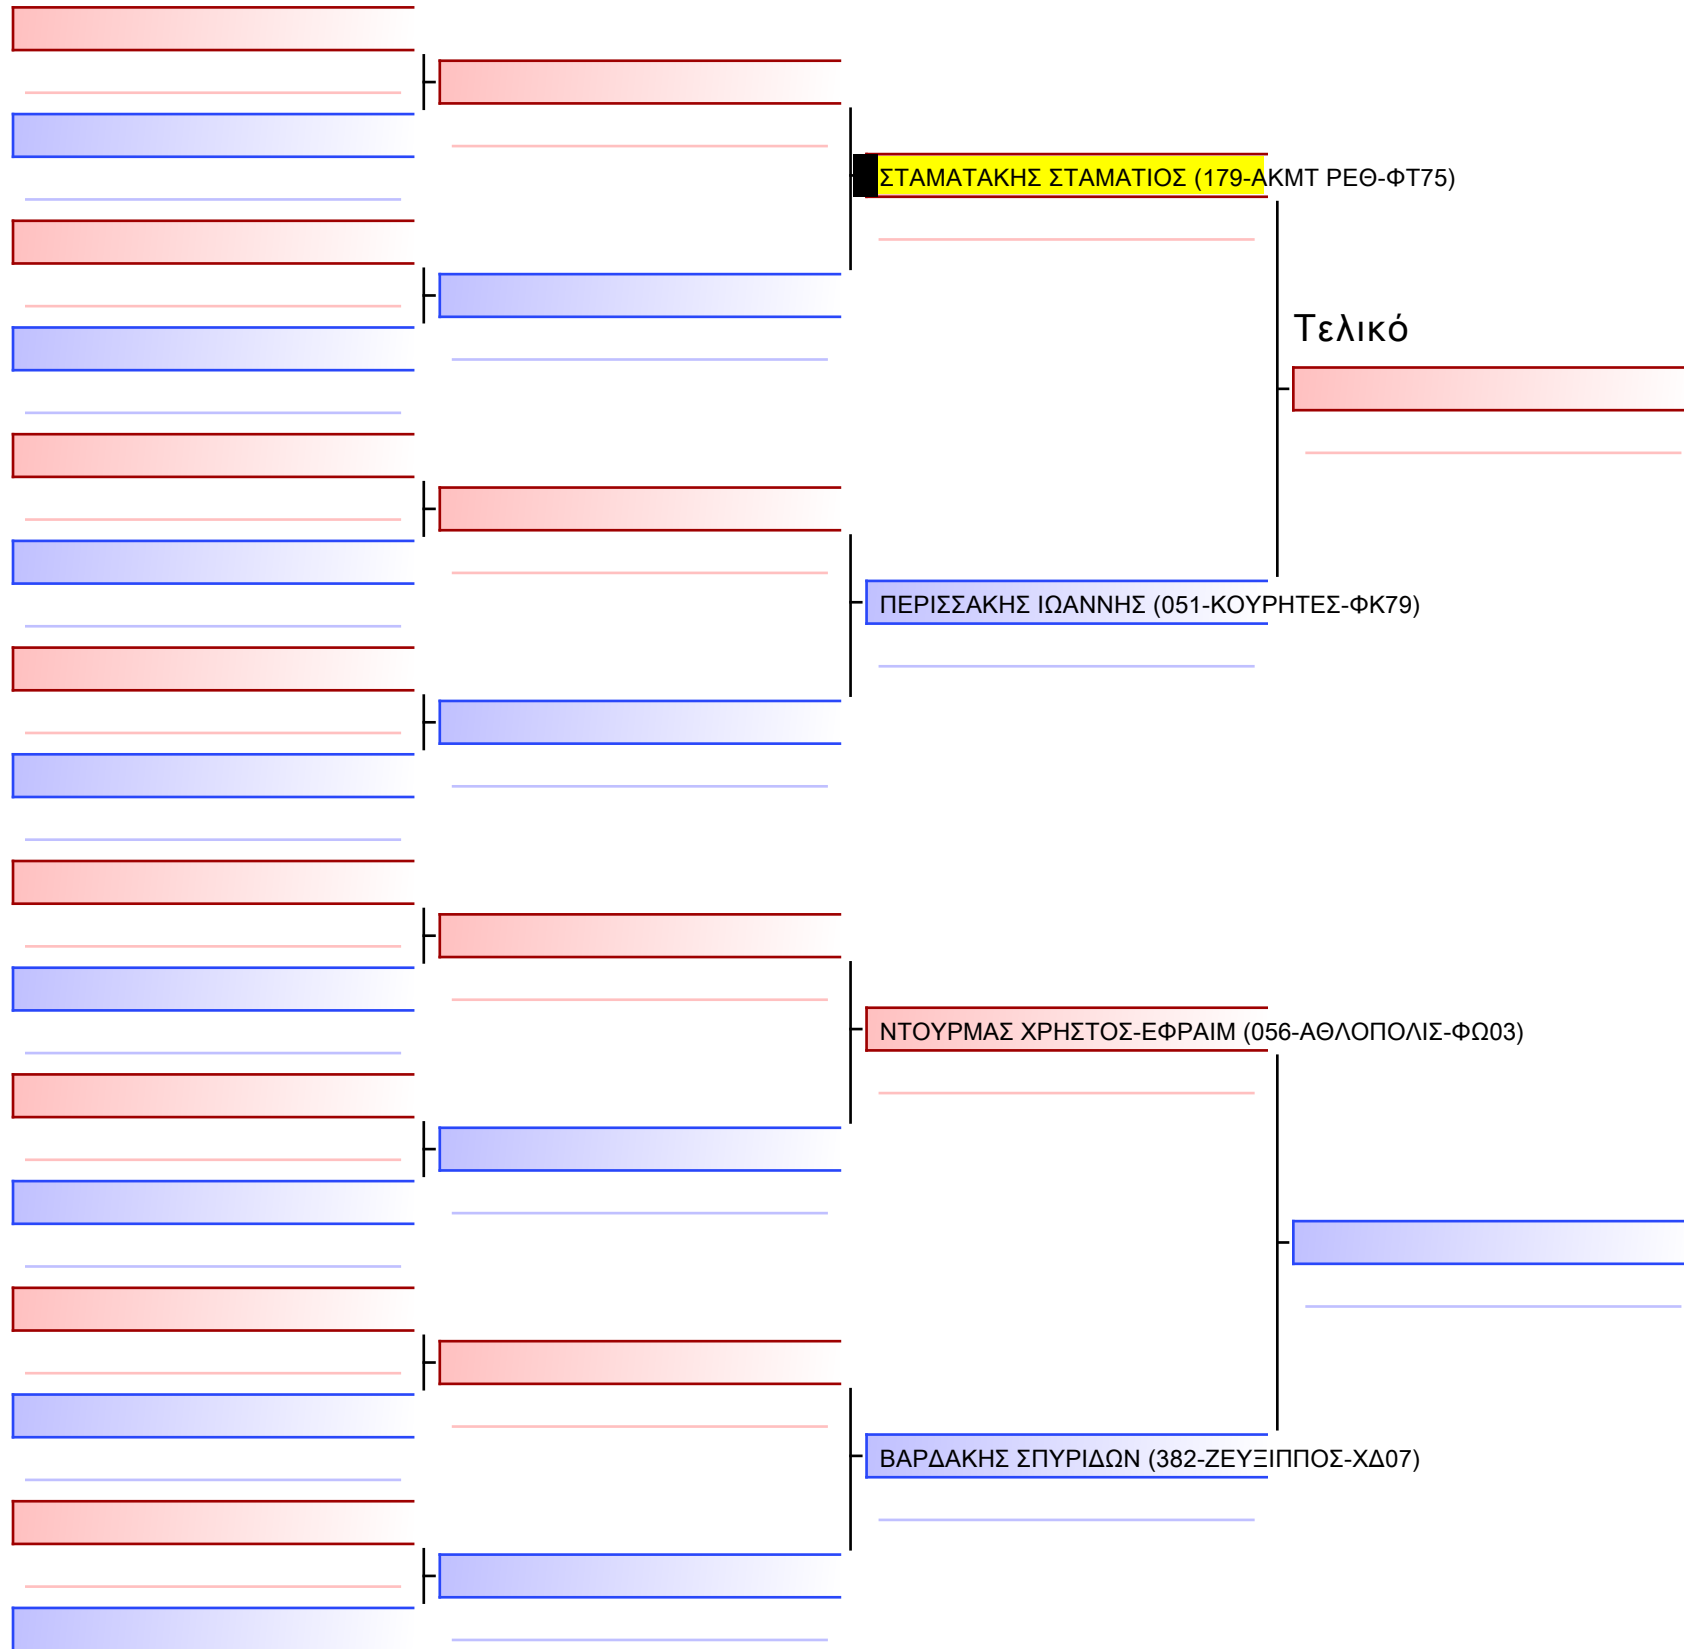 ΣΤΑΜΑΤΑΚΗΣ ΣΤΑΜΑΤΙΟΣ (179-ΑΚΜΤ ΡΕΘ-ΦΤ75)
Τελικό
ΠΕΡΙΣΣΑΚΗΣ ΙΩΑΝΝΗΣ (051-ΚΟΥΡΗΤΕΣ-ΦΚ79)
ΝΤΟΥΡΜΑΣ ΧΡΗΣΤΟΣ-ΕΦΡΑΙΜ (056-ΑΘΛΟΠΟΛΙΣ-ΦΩ03)
ΒΑΡΔΑΚΗΣ ΣΠΥΡΙΔΩΝ (382-ΖΕΥΞΙΠΠΟΣ-ΧΔ07)